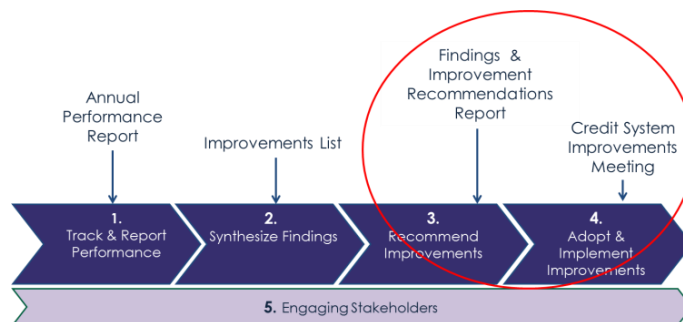 Findings &
Improvement
Recommendations
Report
Annual
Performance
Report
Credit System
Improvements
Meeting
Improvements List
1.
Track & Report
Performance
2.
Synthesize Findings
3.
Recommend
Improvements
4.
Adopt &
Implement
Improvements
5. Engaging Stakeholders